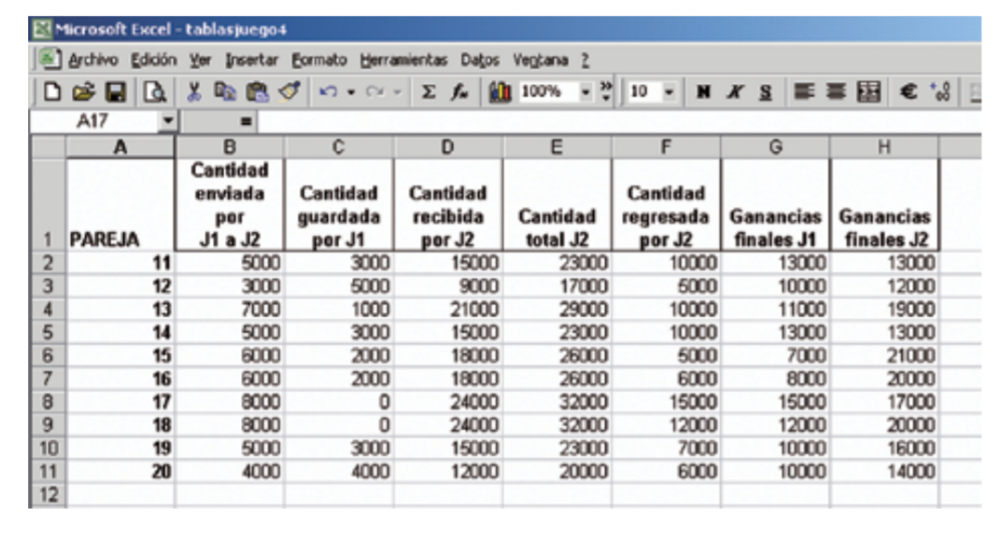 Microsoft Excel - tablasjuego4
Archivo Edición Ver Insertar Formato Herramientas Datos Ventana ?
100% 10 N K S €
A17 =
A B C D E F G H
1 PAREJA Cantidad enviada por J1 a J2 Cantidad guardada por J1 Cantidad recibida por J2 Cantidad total J2 Cantidad regresada por J2 Ganancias finales J1 Ganancias finales J2
2 11 5000 3000 15000 23000 10000 13000 13000
3 12 3000 5000 9000 17000 5000 10000 12000
4 13 7000 1000 21000 29000 10000 11000 19000
5 14 5000 3000 15000 23000 10000 13000 13000
6 15 6000 2000 18000 26000 5000 7000 21000
7 16 6000 2000 18000 26000 6000 8000 20000
8 17 8000 0 24000 32000 15000 15000 17000
9 18 8000 0 24000 32000 12000 12000 20000
10 19 5000 3000 15000 23000 7000 10000 16000
11 20 4000 4000 12000 20000 6000 10000 14000
12